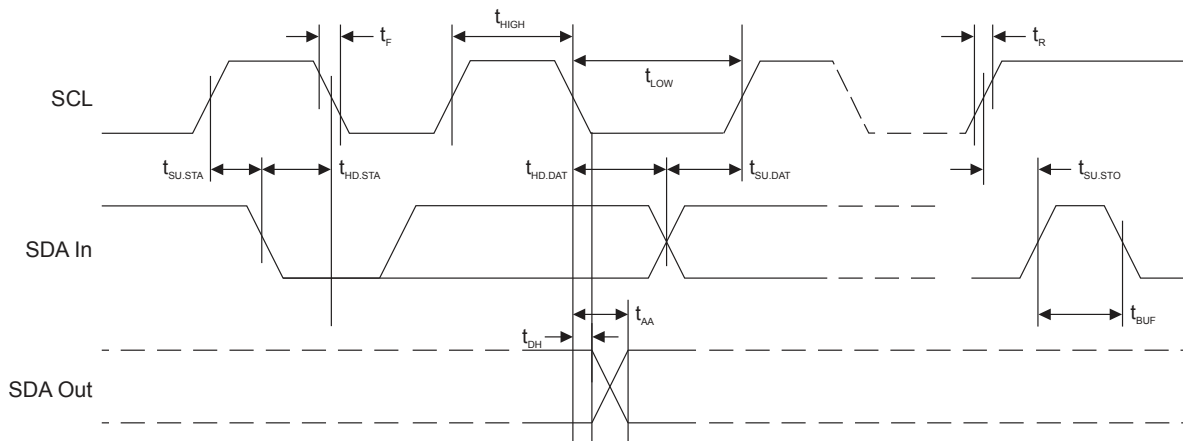 tHIGH
tF
tR
tLOW
SCL
tSU.STA
tHD.STA
tHD.DAT
tSU.DAT
tSU.STO
SDA In
tAA
tBUF
tDH
SDA Out